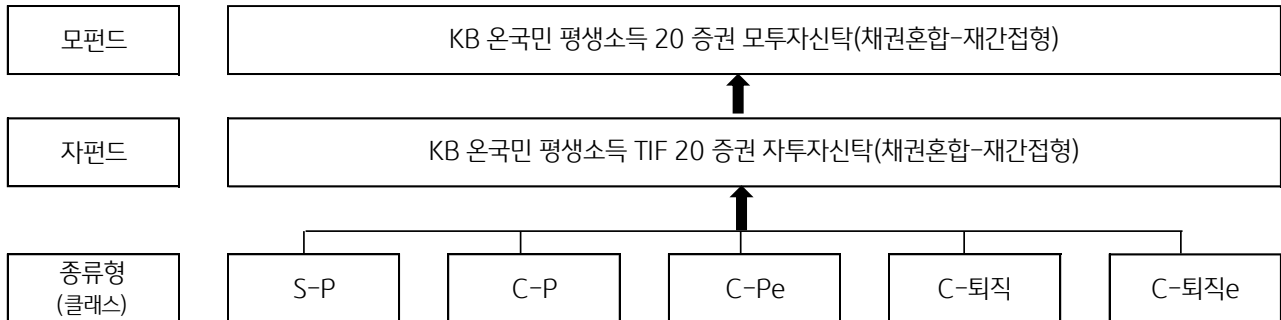 모펀드
KB 온국민 평생소득 20 증권 모투자신탁(채권혼합-재간접형)
자펀드
KB 온국민 평생소득 TIF 20 증권 자투자신탁(채권혼합-재간접형)
종류형
(클래스)
S-P
C-P
C-Pe
C-퇴직
C-퇴직e